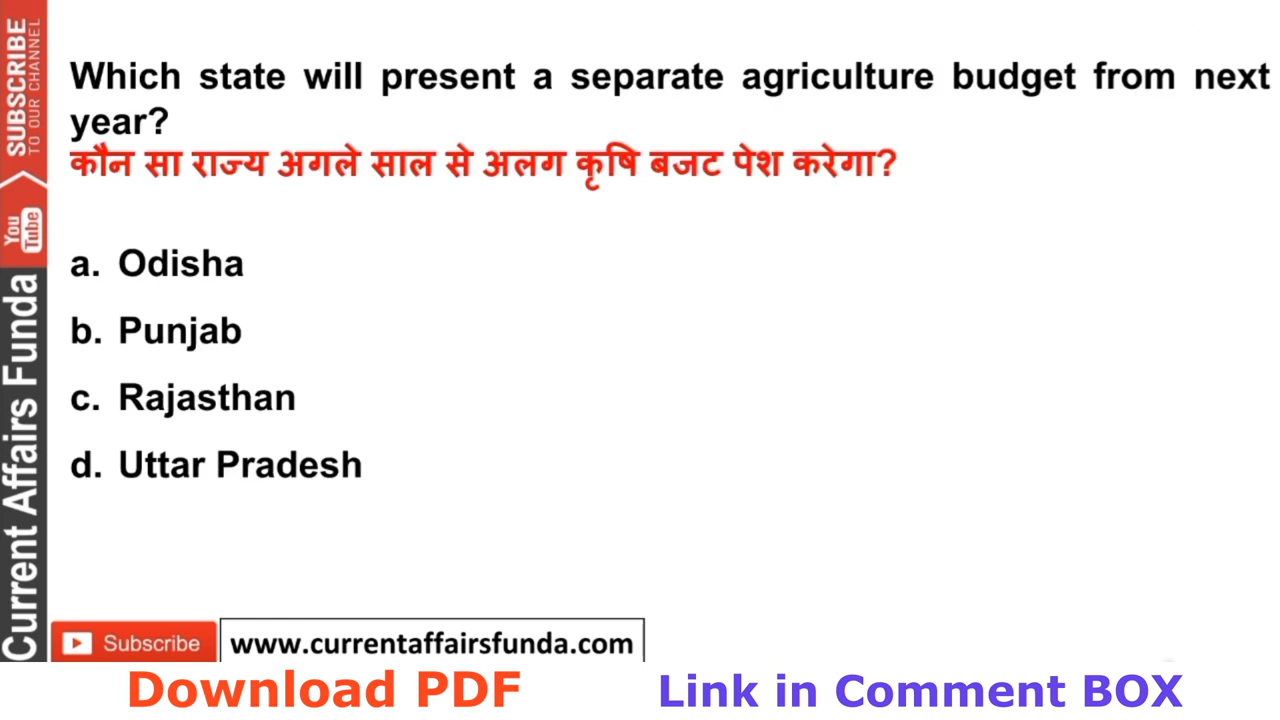 Which state will present a separate agriculture budget from next
year?
कौन सा राज्य अगले साल से अलग कृषि बजट पेश करेगा?
a. Odisha
b. Punjab
c. Rajasthan
d. Uttar Pradesh
SUBSCRIBE
TO OUR CHANNEL
You
Tube
Current Affairs Funda
Subscribe
www.currentaffairsfunda.com
Download PDF
Link in Comment BOX